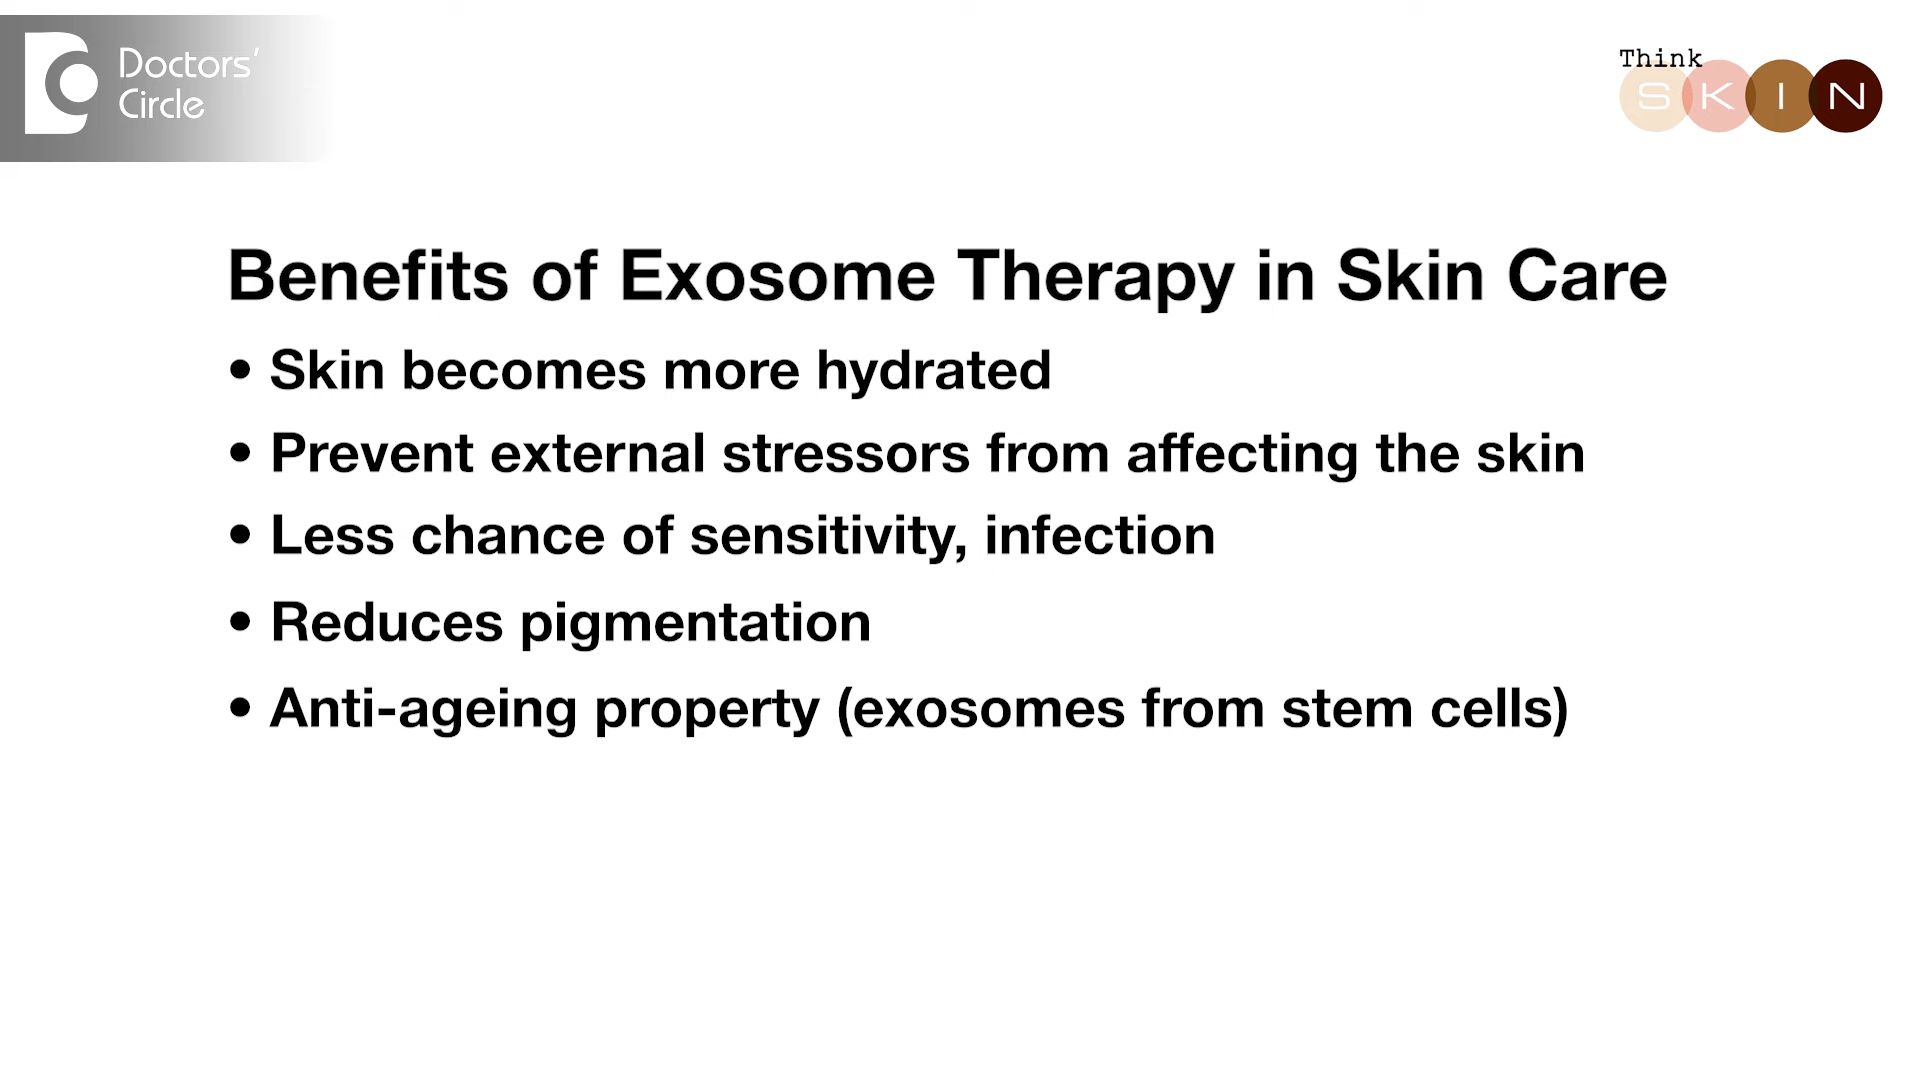 Doctors'
Circle
Think
SKIN
Benefits of Exosome Therapy in Skin Care
• Skin becomes more hydrated
• Prevent external stressors from affecting the skin
• Less chance of sensitivity, infection
• Reduces pigmentation
• Anti-ageing property (exosomes from stem cells)